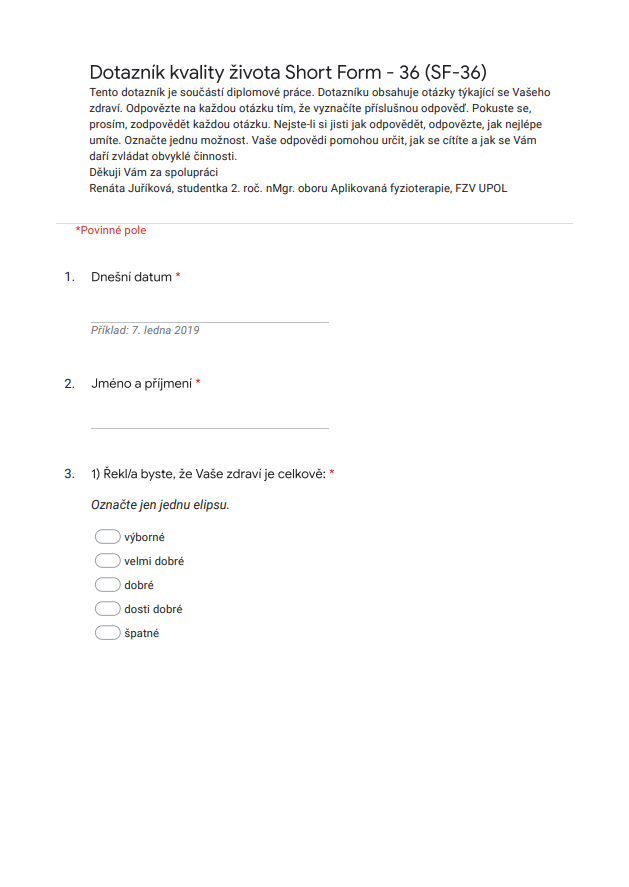 Dotazník kvality života Short Form - 36 (SF-36)
Tento dotazník je součástí diplomové práce. Dotazníku obsahuje otázky týkající se Vašeho
zdraví. Odpovězte na každou otázku tím, že vyznačíte příslušnou odpověď. Pokuste se,
prosím, zodpovědět každou otázku. Nejste-li si jisti jak odpovědět, odpovězte, jak nejlépe
umíte. Označte jednu možnost. Vaše odpovědi pomohou určit, jak se cítíte a jak se Vám
daří zvládat obvyklé činnosti.
Děkuji Vám za spolupráci
Renáta Juříková, studentka 2. roč. nMgr. oboru Aplikovaná fyzioterapie, FZV UPOL
*Povinné pole
1. Dnešní datum *
Příklad: 7. ledna 2019
2. Jméno a příjmení *
3. 1) Řekl/a byste, že Vaše zdraví je celkově: *
Označte jen jednu elipsu.
výborné
velmi dobré
dobré
dosti dobré
špatné